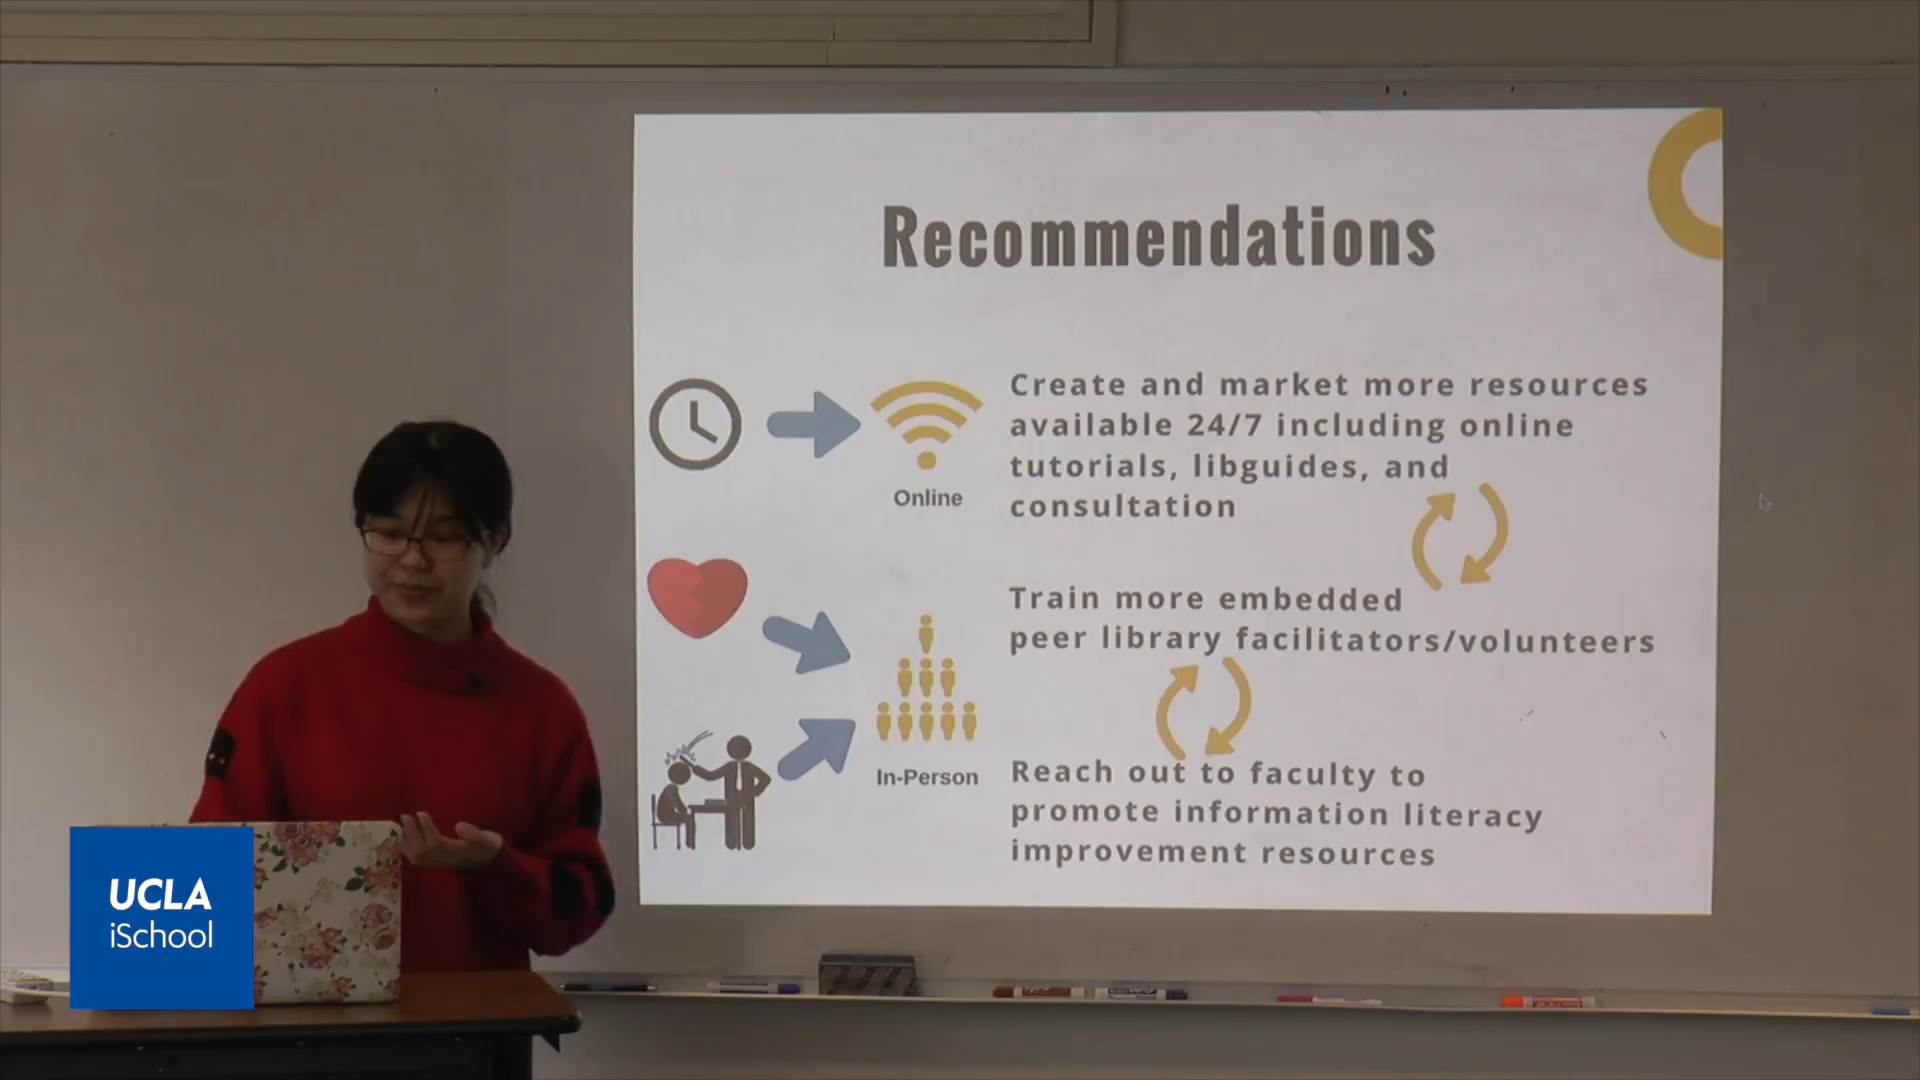 Recommendations
Create and market more resources
available 24/7 including online
tutorials, libguides, and
consultation
Online
Train more embedded
peer library facilitators/volunteers
In-Person
Reach out to faculty to
promote information literacy
improvement resources
UCLA
iSchool